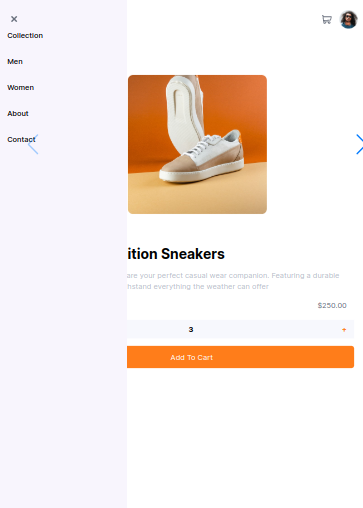 Collection
Men
Women
About
Contact
ition Sneakers
are your perfect casual wear companion. Featuring a durable
hstand everything the weather can offer
$250.00
3
+
Add To Cart